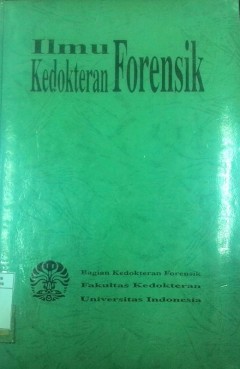 Ilmu
Kedokteran Forensik
Bagian Kedokteran Forensik
Fakultas Kedokteran
Universitas Indonesia